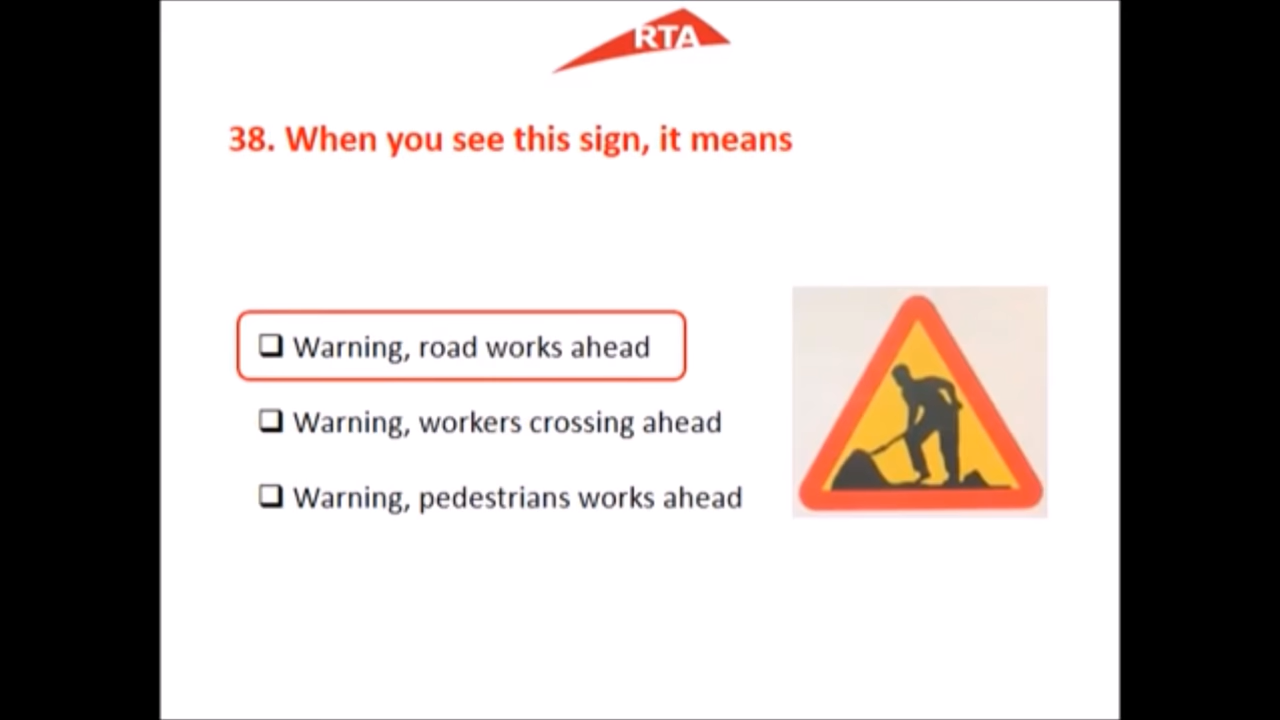 RTA
38. When you see this sign, it means
❑ Warning, road works ahead
❑ Warning, workers crossing ahead
❑ Warning, pedestrians works ahead